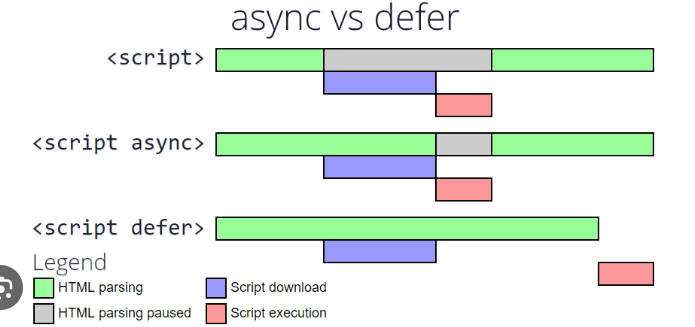 async vs defer
<script>
<script async>
<script defer>
Legend
HTML parsing
Script download
HTML parsing paused
Script execution